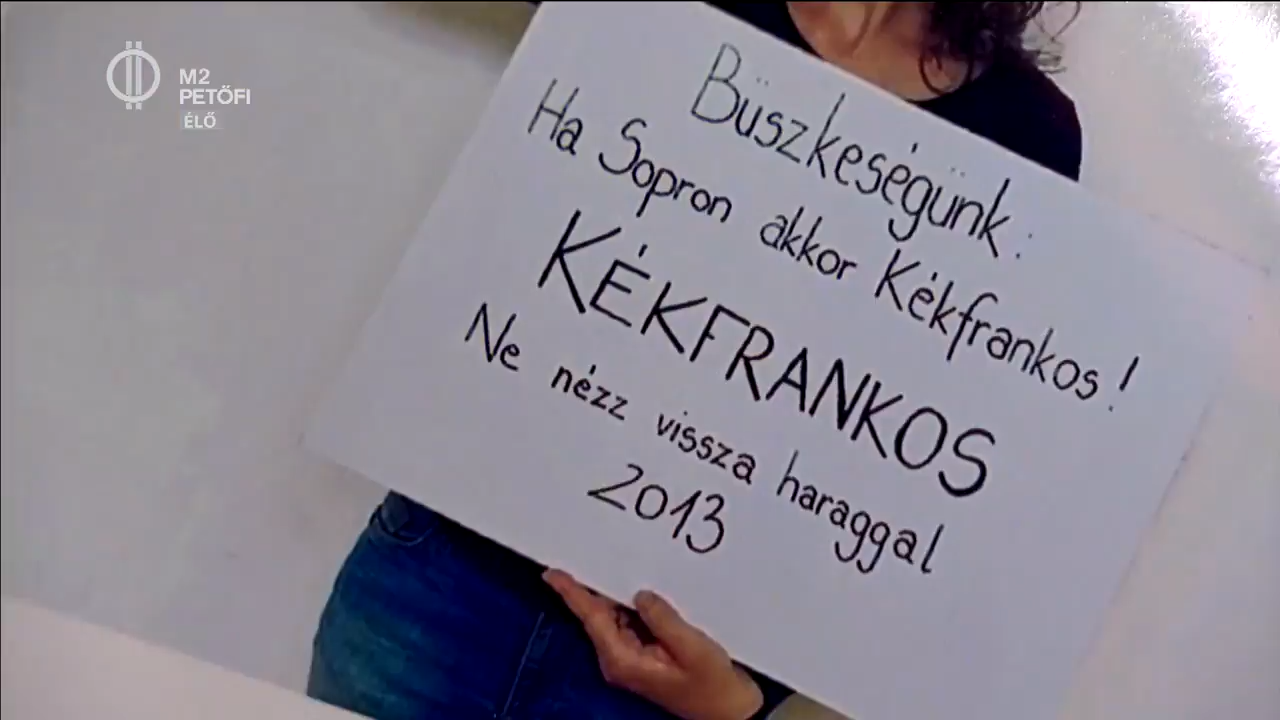 M2
PETŐFI
ÉLŐ
Büszkeségünk:
Ha Sopron akkor Kékfrankos!
KÉKFRANKOS
Ne nézz vissza haraggal
2013